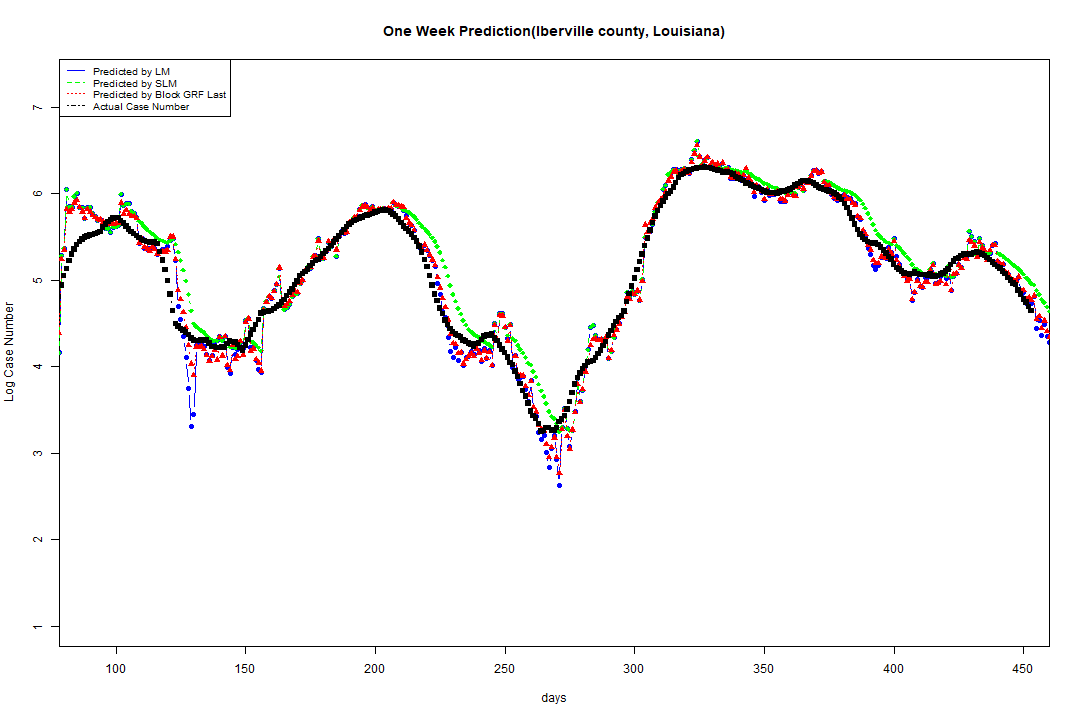 One Week Prediction(Iberville county, Louisiana)
Predicted by LM
Predicted by SLM
Predicted by Block GRF Last
Actual Case Number
7
6
5
4
3
2
1
Log Case Number
100 150 200 250 300 350 400 450
days